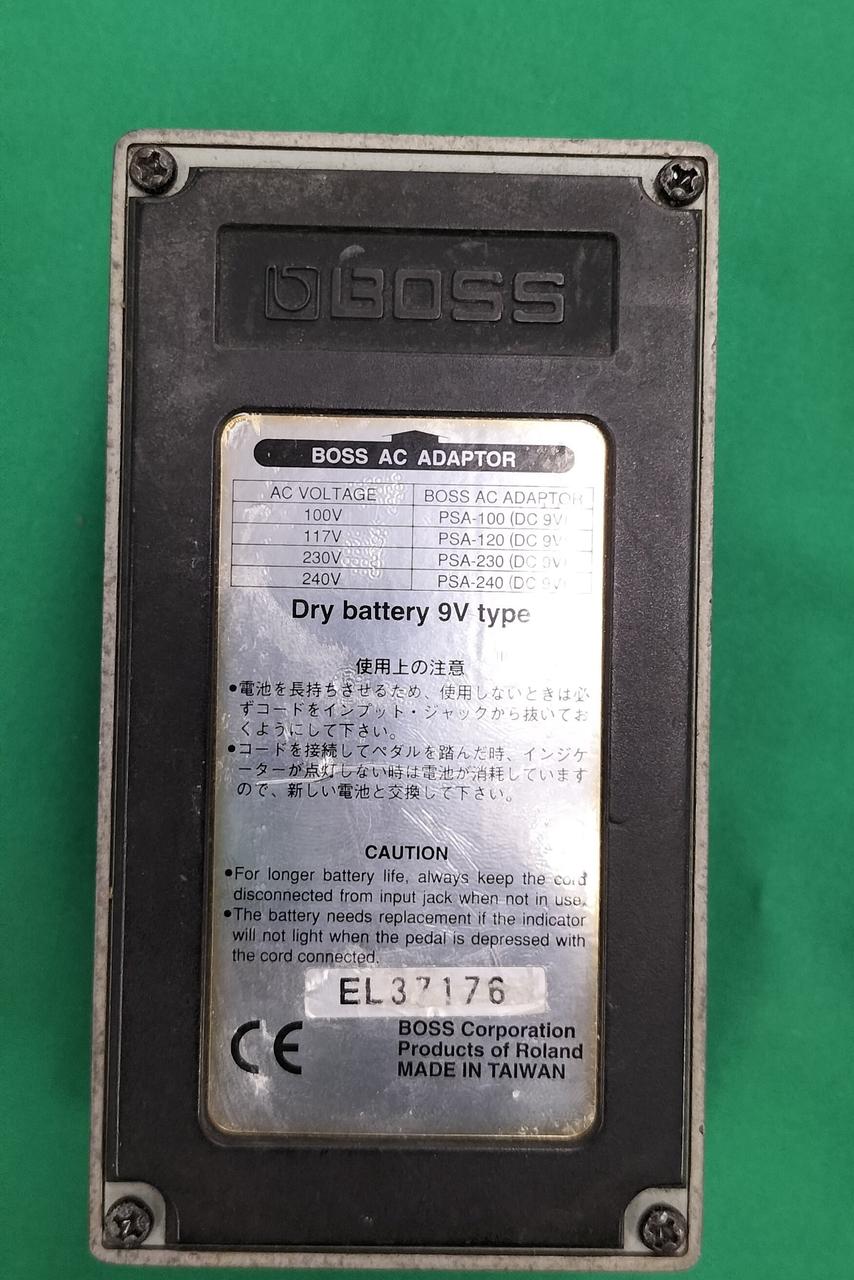 BOSS
BOSS AC ADAPTOR
AC VOLTAGE BOSS AC ADAPTOR
100V PSA-100 (DC 9V)
117V PSA-120 (DC 9V)
230V PSA-230 (DC 9V)
240V PSA-240 (DC 9V)
Dry battery 9V type
使用上の注意
●電池を長持ちさせるため、使用しないときは必
ずコードをインプット・ジャックから抜いてお
くようにして下さい。
●コードを接続してペダルを踏んだ時、インジケ
ーターが点灯しない時は電池が消耗しています
ので、新しい電池と交換して下さい。
CAUTION
●For longer battery life, always keep the cord
disconnected from input jack when not in use.
●The battery needs replacement if the indicator
will not light when the pedal is depressed with
the cord connected.
EL37176
CE
BOSS Corporation
Products of Roland
MADE IN TAIWAN